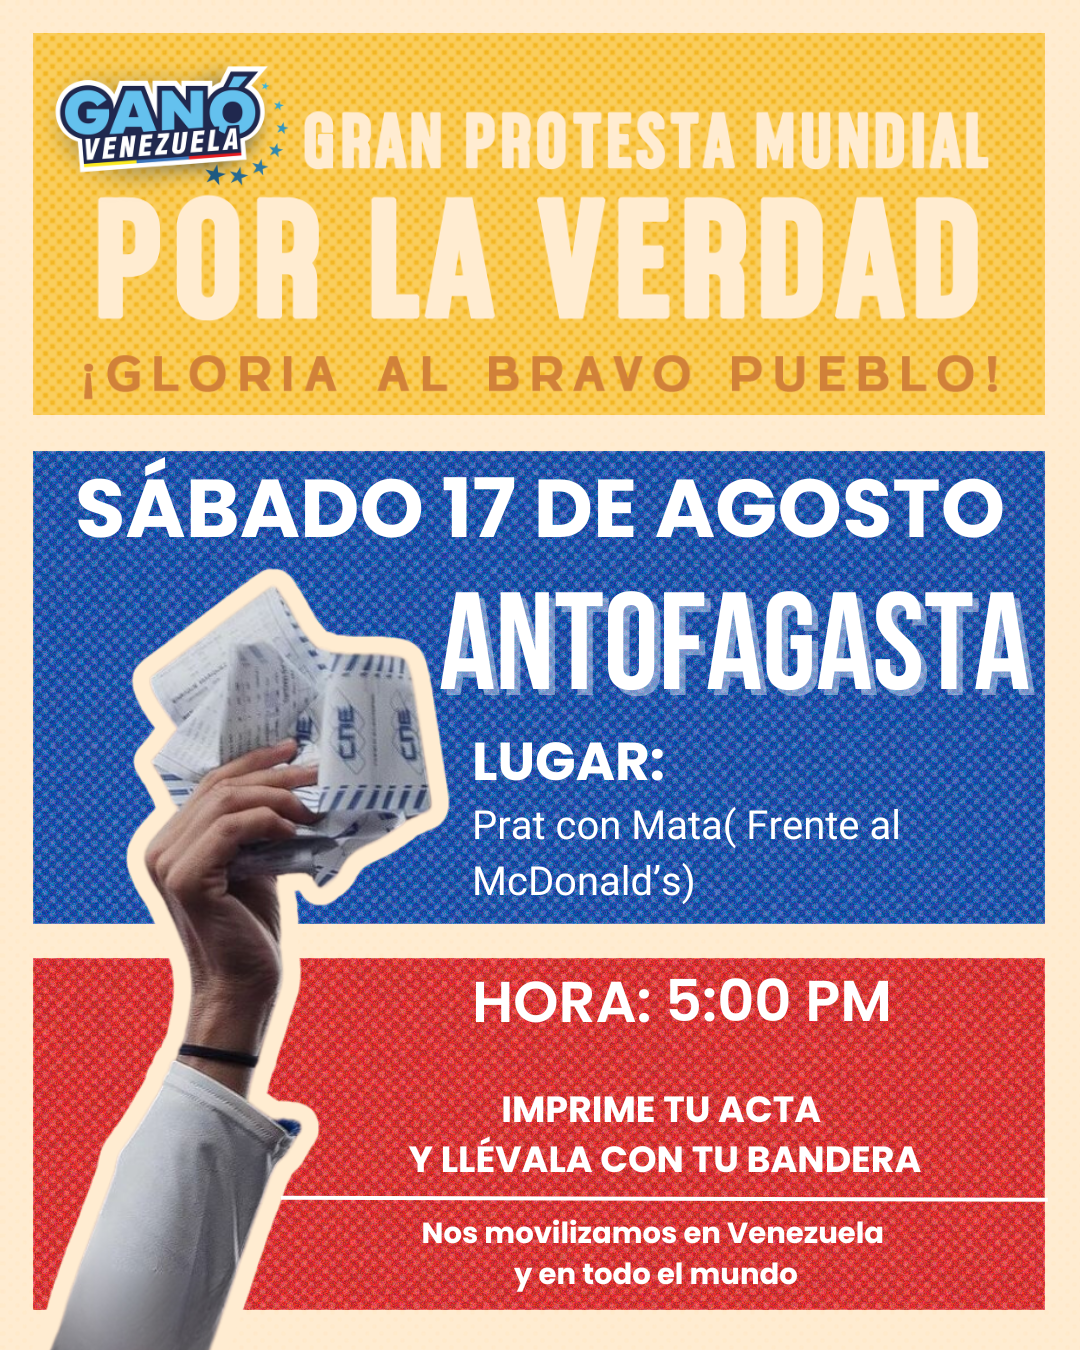 GANÓ
VENEZUELA
GRAN PROTESTA MUNDIAL
POR LA VERDAD
¡GLORIA AL BRAVO PUEBLO!
SÁBADO 17 DE AGOSTO
ANTOFAGASTA
CNE
CNE
LUGAR:
Prat con Mata( Frente al
McDonald’s)
HORA: 5:00 PM
IMPRIME TU ACTA
Y LLÉVALA CON TU BANDERA
Nos movilizamos en Venezuela
y en todo el mundo